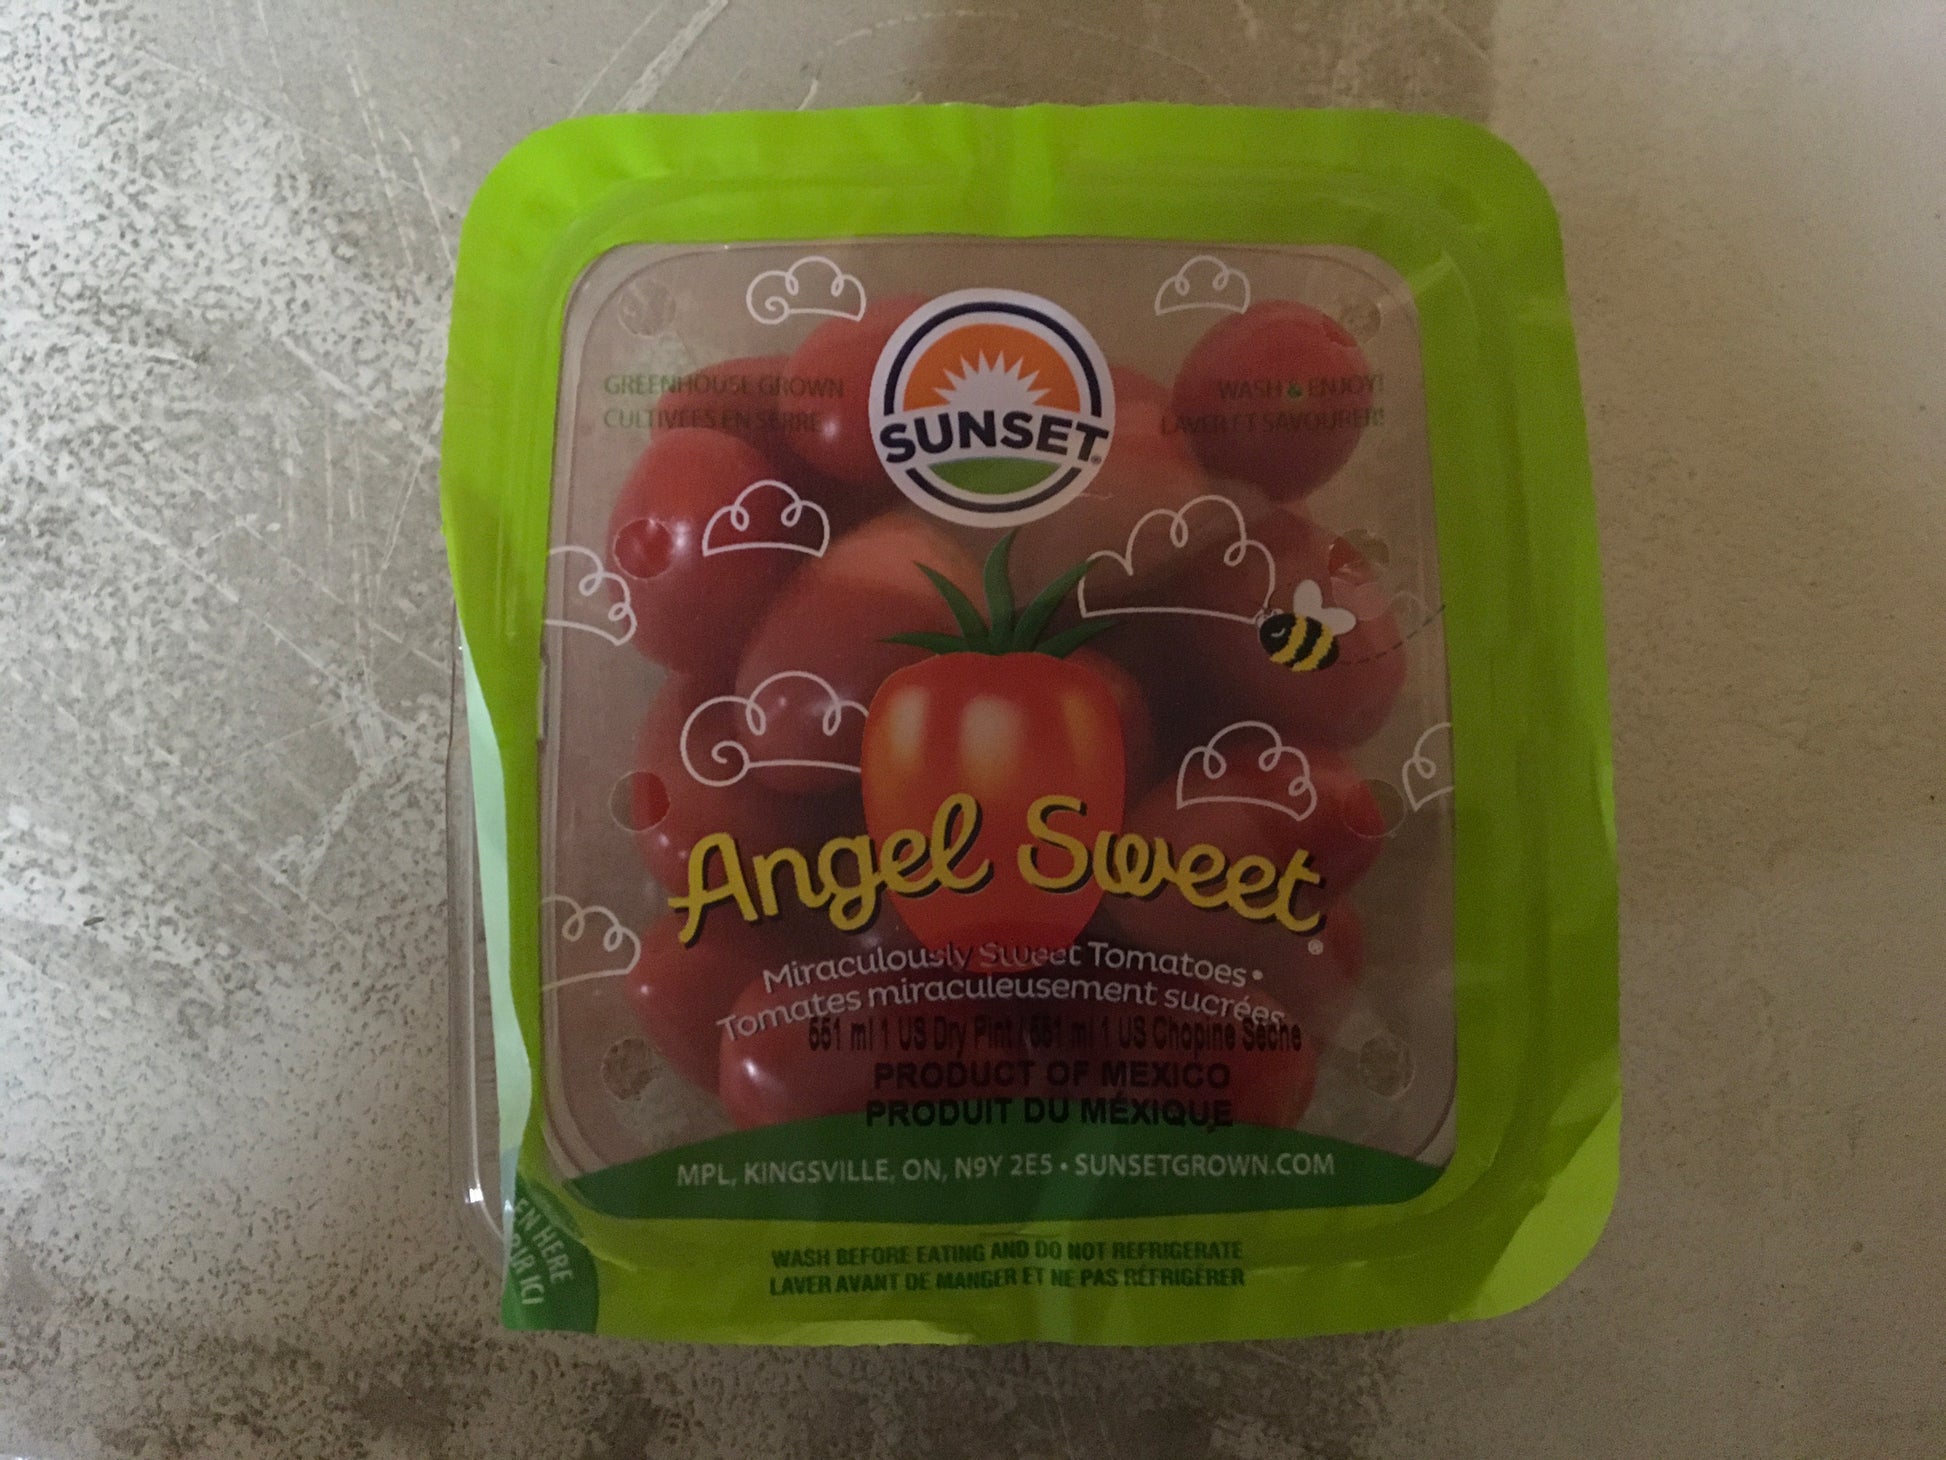 GREENHOUSE GROWN
CULTIVÉES EN SERRE
SUNSET®
WASH & ENJOY!
LAVER ET SAVOURER!
Angel Sweet®
Miraculously Sweet Tomatoes •
Tomates miraculeusement sucrées
551 ml 1 US Dry Pint / 551 ml 1 US Chopine Sèche
PRODUCT OF MEXICO
PRODUIT DU MÉXIQUE
MPL, KINGSVILLE, ON, N9Y 2E5 • SUNSETGROWN.COM
WASH BEFORE EATING AND DO NOT REFRIGERATE
LAVER AVANT DE MANGER ET NE PAS RÉFRIGÉRER
HERE
ICI